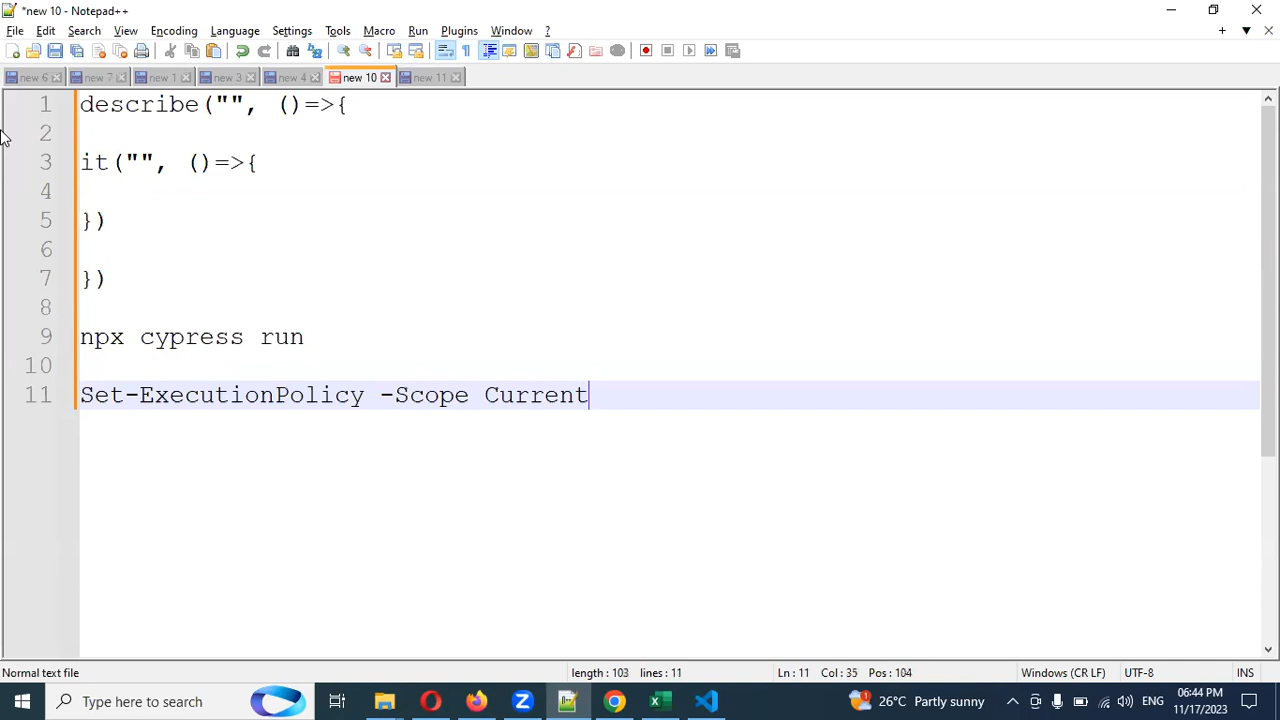 *new 10 - Notepad++
File Edit Search View Encoding Language Settings Tools Macro Run Plugins Window ?
new 6 new 7 new 1 new 3 new 4 new 10 new 11
1 describe("", ()=>{
2
3 it("", ()=>{
4
5 })
6
7 })
8
9 npx cypress run
10
11 Set-ExecutionPolicy -Scope Current
Normal text file length : 103 lines : 11 Ln : 11 Col : 35 Pos : 104 Windows (CR LF) UTF-8 INS
Type here to search 26°C Partly sunny ENG 06:44 PM
11/17/2023